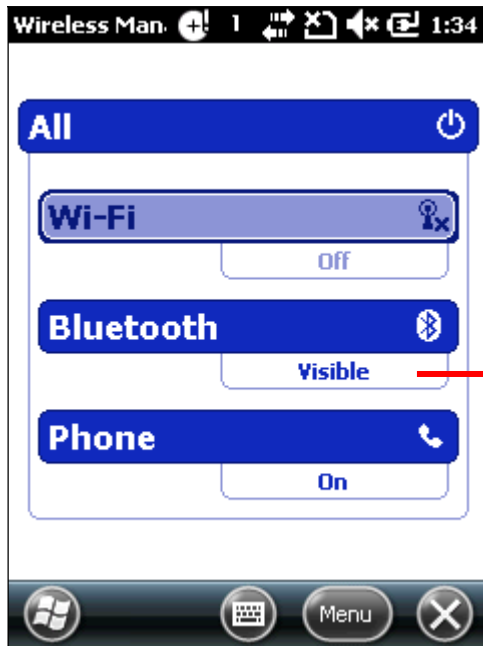 Wireless Man 1 1:34
All
Wi-Fi
Off
Bluetooth
Visible
Phone
On
Menu